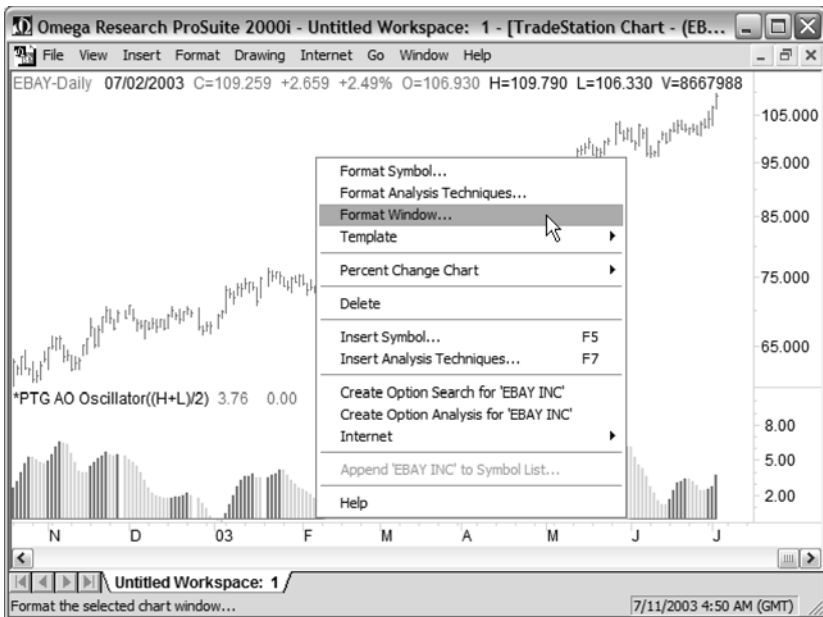 Omega Research ProSuite 2000i - Untitled Workspace: 1 - [TradeStation Chart - (EB...
File View Insert Format Drawing Internet Go Window Help
EBAY-Daily 07/02/2003 C=109.259 +2.659 +2.49% O=106.930 H=109.790 L=106.330 V=8667988
105.000
95.000
85.000
75.000
65.000
Format Symbol...
Format Analysis Techniques...
Format Window...
Template
Percent Change Chart
Delete
Insert Symbol... F5
Insert Analysis Techniques... F7
Create Option Search for 'EBAY INC'
Create Option Analysis for 'EBAY INC'
Internet
Append 'EBAY INC' to Symbol List...
Help
*PTG AO Oscillator((H+L)/2) 3.76 0.00
8.00
5.00
2.00
N D 03 F M A M J J
Untitled Workspace: 1
Format the selected chart window...
7/11/2003 4:50 AM (GMT)